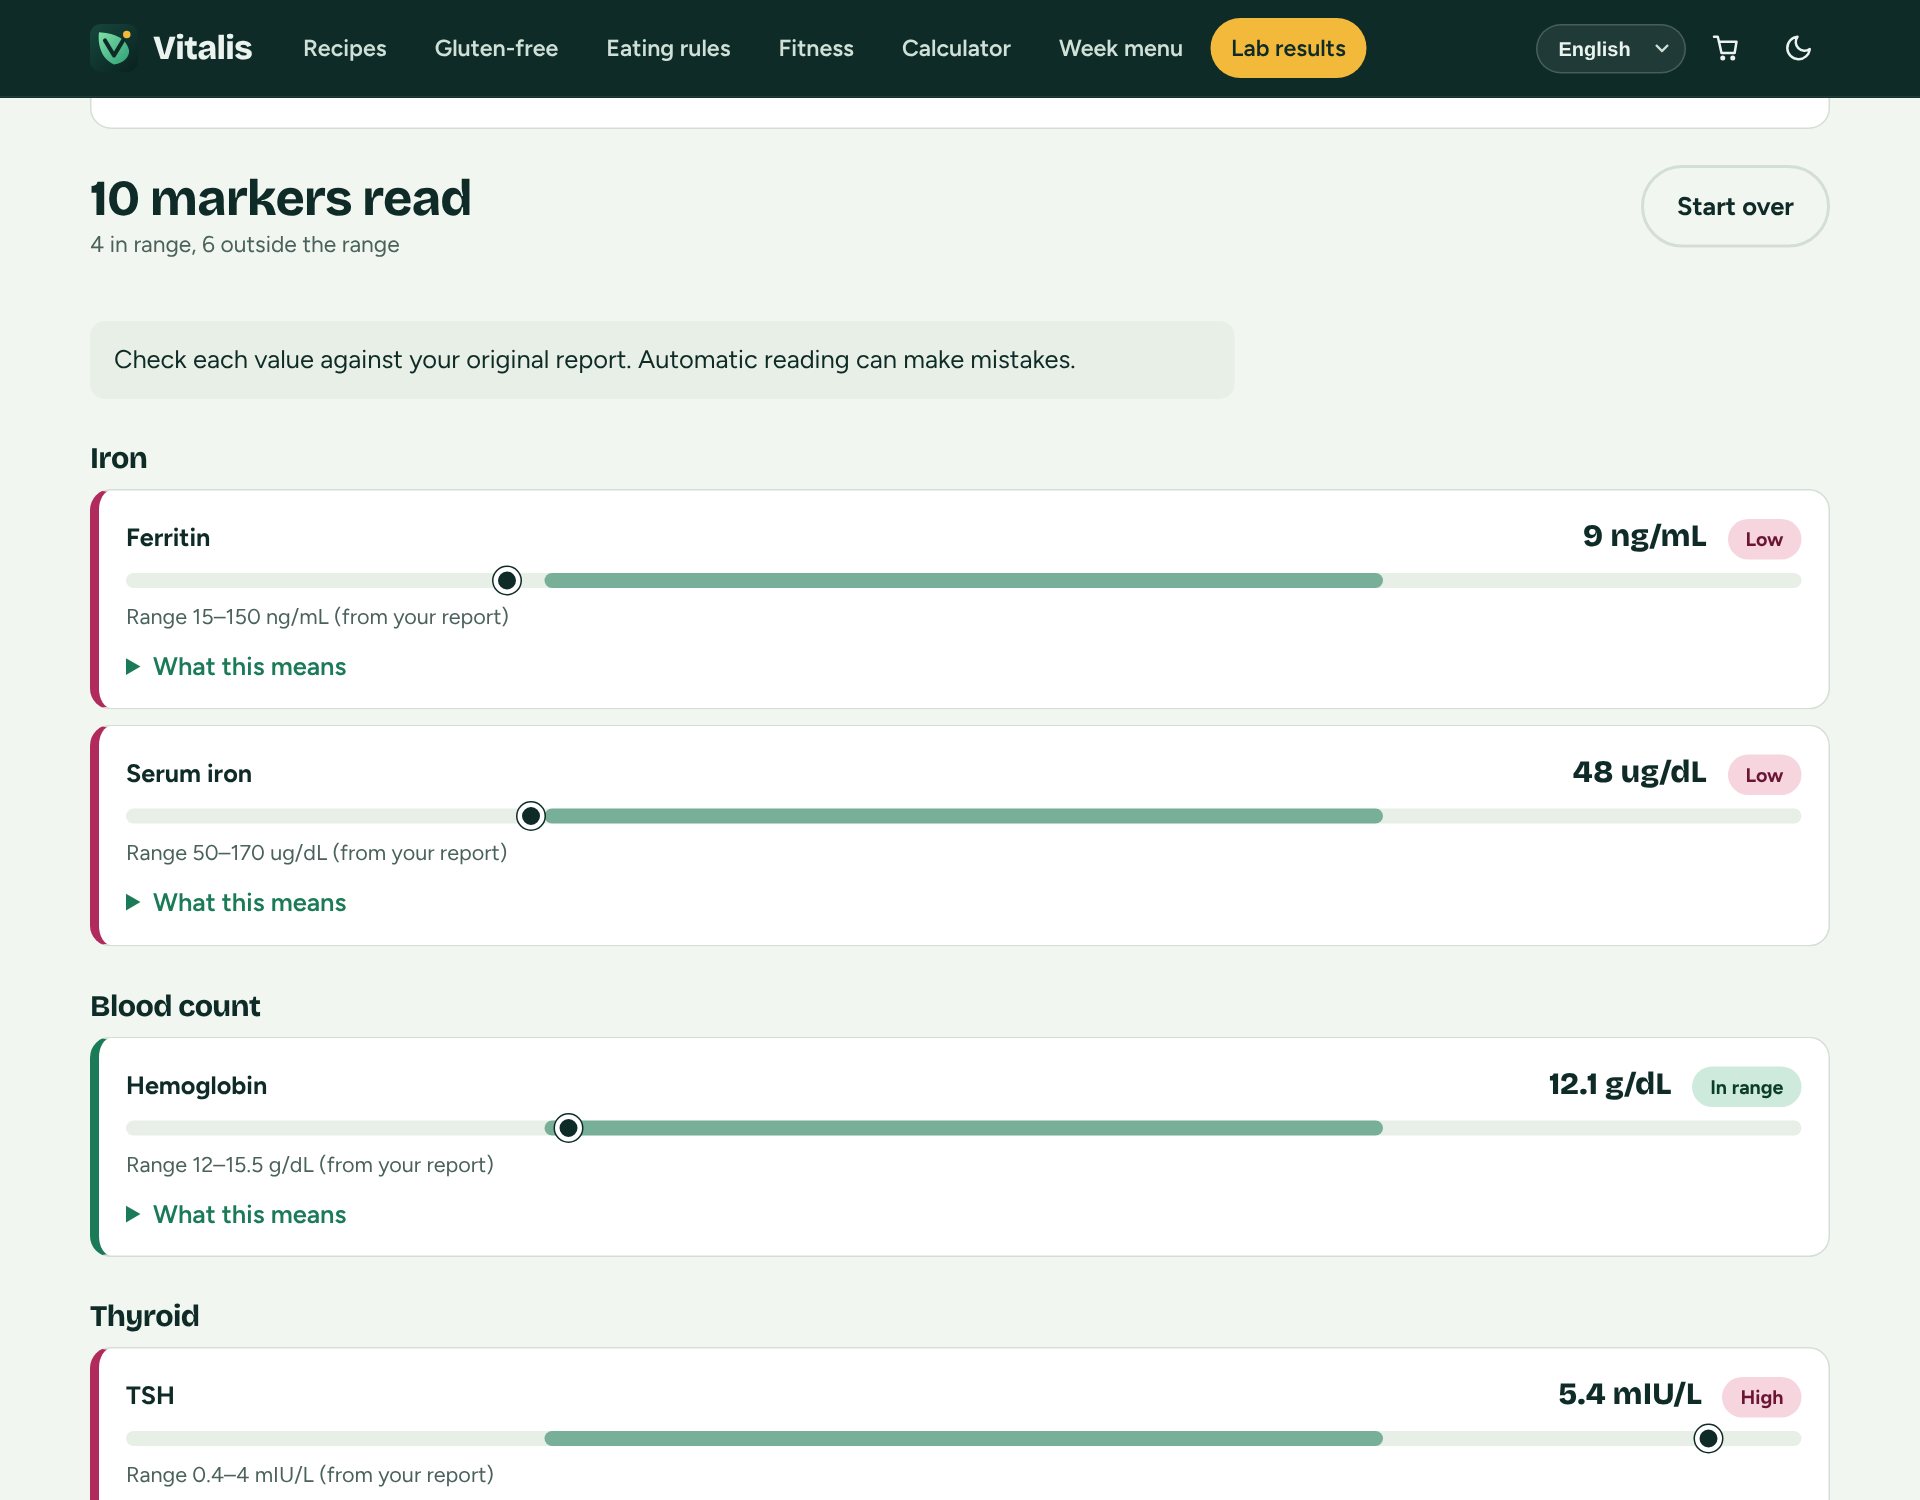 Vitalis
Recipes
Gluten-free
Eating rules
Fitness
Calculator
Week menu
Lab results
English
10 markers read
Start over
4 in range, 6 outside the range
Check each value against your original report. Automatic reading can make mistakes.
Iron
Ferritin
9 ng/mL
Low
Range 15–150 ng/mL (from your report)
What this means
Serum iron
48 ug/dL
Low
Range 50–170 ug/dL (from your report)
What this means
Blood count
Hemoglobin
12.1 g/dL
In range
Range 12–15.5 g/dL (from your report)
What this means
Thyroid
TSH
5.4 mIU/L
High
Range 0.4–4 mIU/L (from your report)